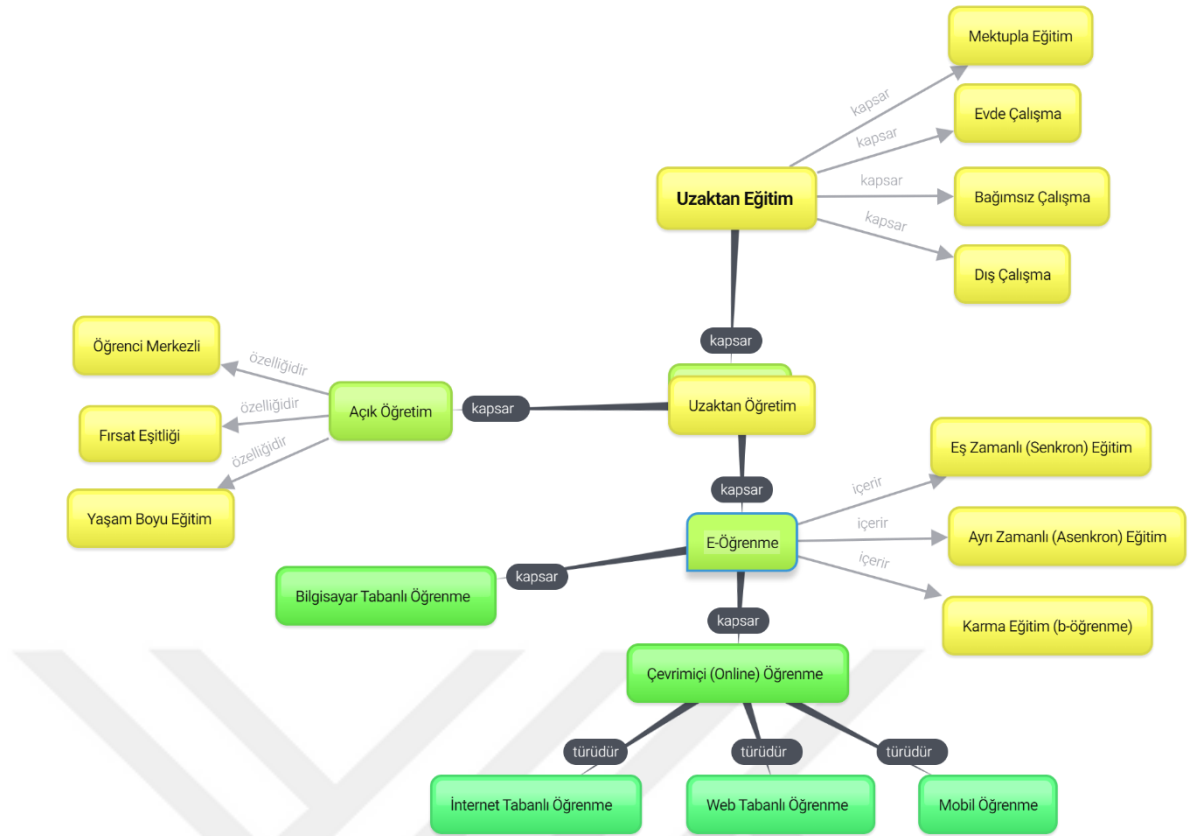 Mektupla Eğitim
kapsar
Evde Çalışma
kapsar
Uzaktan Eğitim
kapsar
Bağımsız Çalışma
kapsar
Dış Çalışma
kapsar
Öğrenci Merkezli
özelliğidir
Açık Öğretim
kapsar
Uzaktan Öğretim
özelliğidir
Fırsat Eşitliği
özelliğidir
Yaşam Boyu Eğitim
kapsar
Eş Zamanlı (Senkron) Eğitim
içerir
E-Öğrenme
içerir
Ayrı Zamanlı (Asenkron) Eğitim
içerir
Karma Eğitim (b-öğrenme)
kapsar
Bilgisayar Tabanlı Öğrenme
kapsar
Çevrimiçi (Online) Öğrenme
türüdür
türüdür
türüdür
İnternet Tabanlı Öğrenme
Web Tabanlı Öğrenme
Mobil Öğrenme